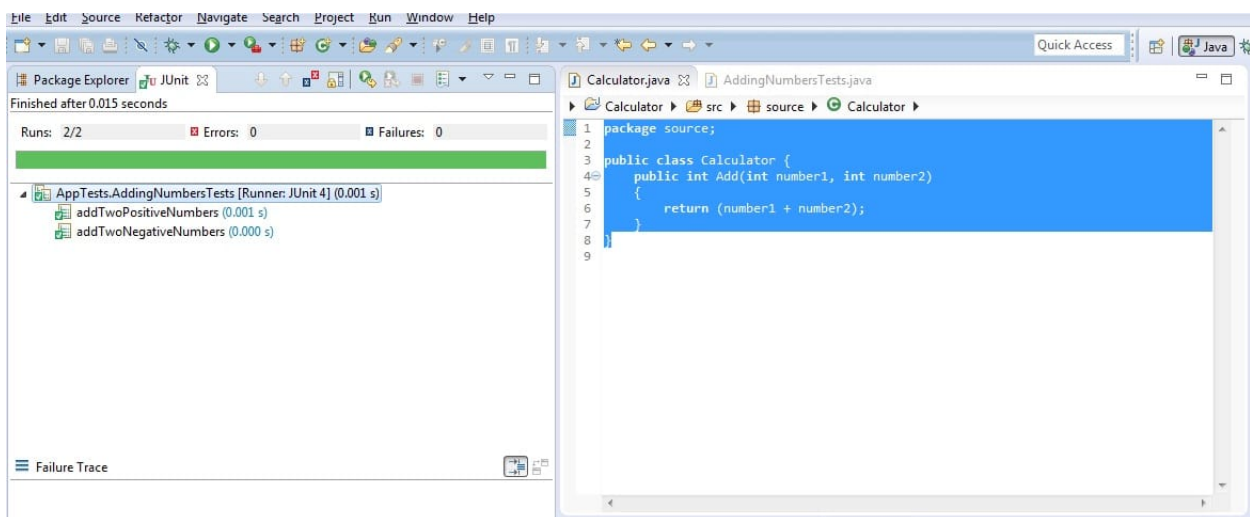 File Edit Source Refactor Navigate Search Project Run Window Help
Quick Access
Java
Package Explorer JUnit
Finished after 0.015 seconds
Runs: 2/2 Errors: 0 Failures: 0
AppTests.AddingNumbersTests [Runner: JUnit 4] (0.001 s)
addTwoPositiveNumbers (0.001 s)
addTwoNegativeNumbers (0.000 s)
Failure Trace
Calculator.java AddingNumbersTests.java
Calculator src source Calculator
1 package source;
2
3 public class Calculator {
4 public int Add(int number1, int number2)
5 {
6 return (number1 + number2);
7 }
8 }
9